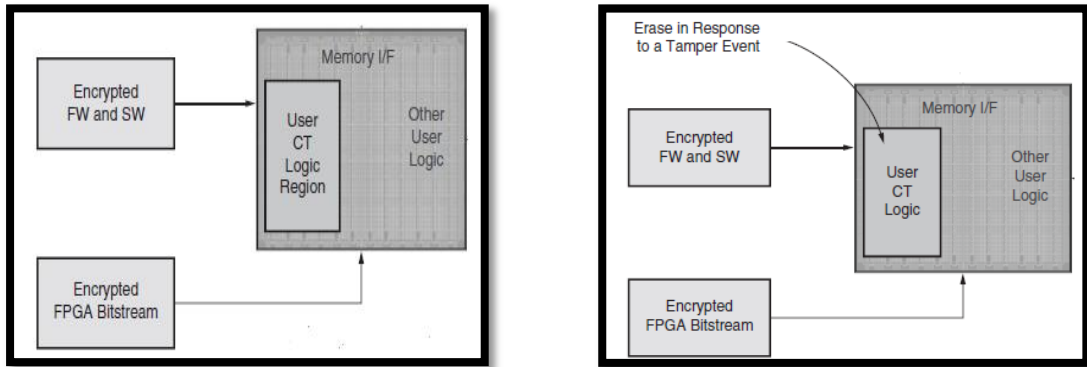 Memory I/F
Encrypted
FW and SW
User
CT
Logic
Region
Other
User
Logic
Encrypted
FPGA Bitstream
Erase in Response
to a Tamper Event
Memory I/F
Encrypted
FW and SW
User
CT
Logic
Other
User
Logic
Encrypted
FPGA Bitstream